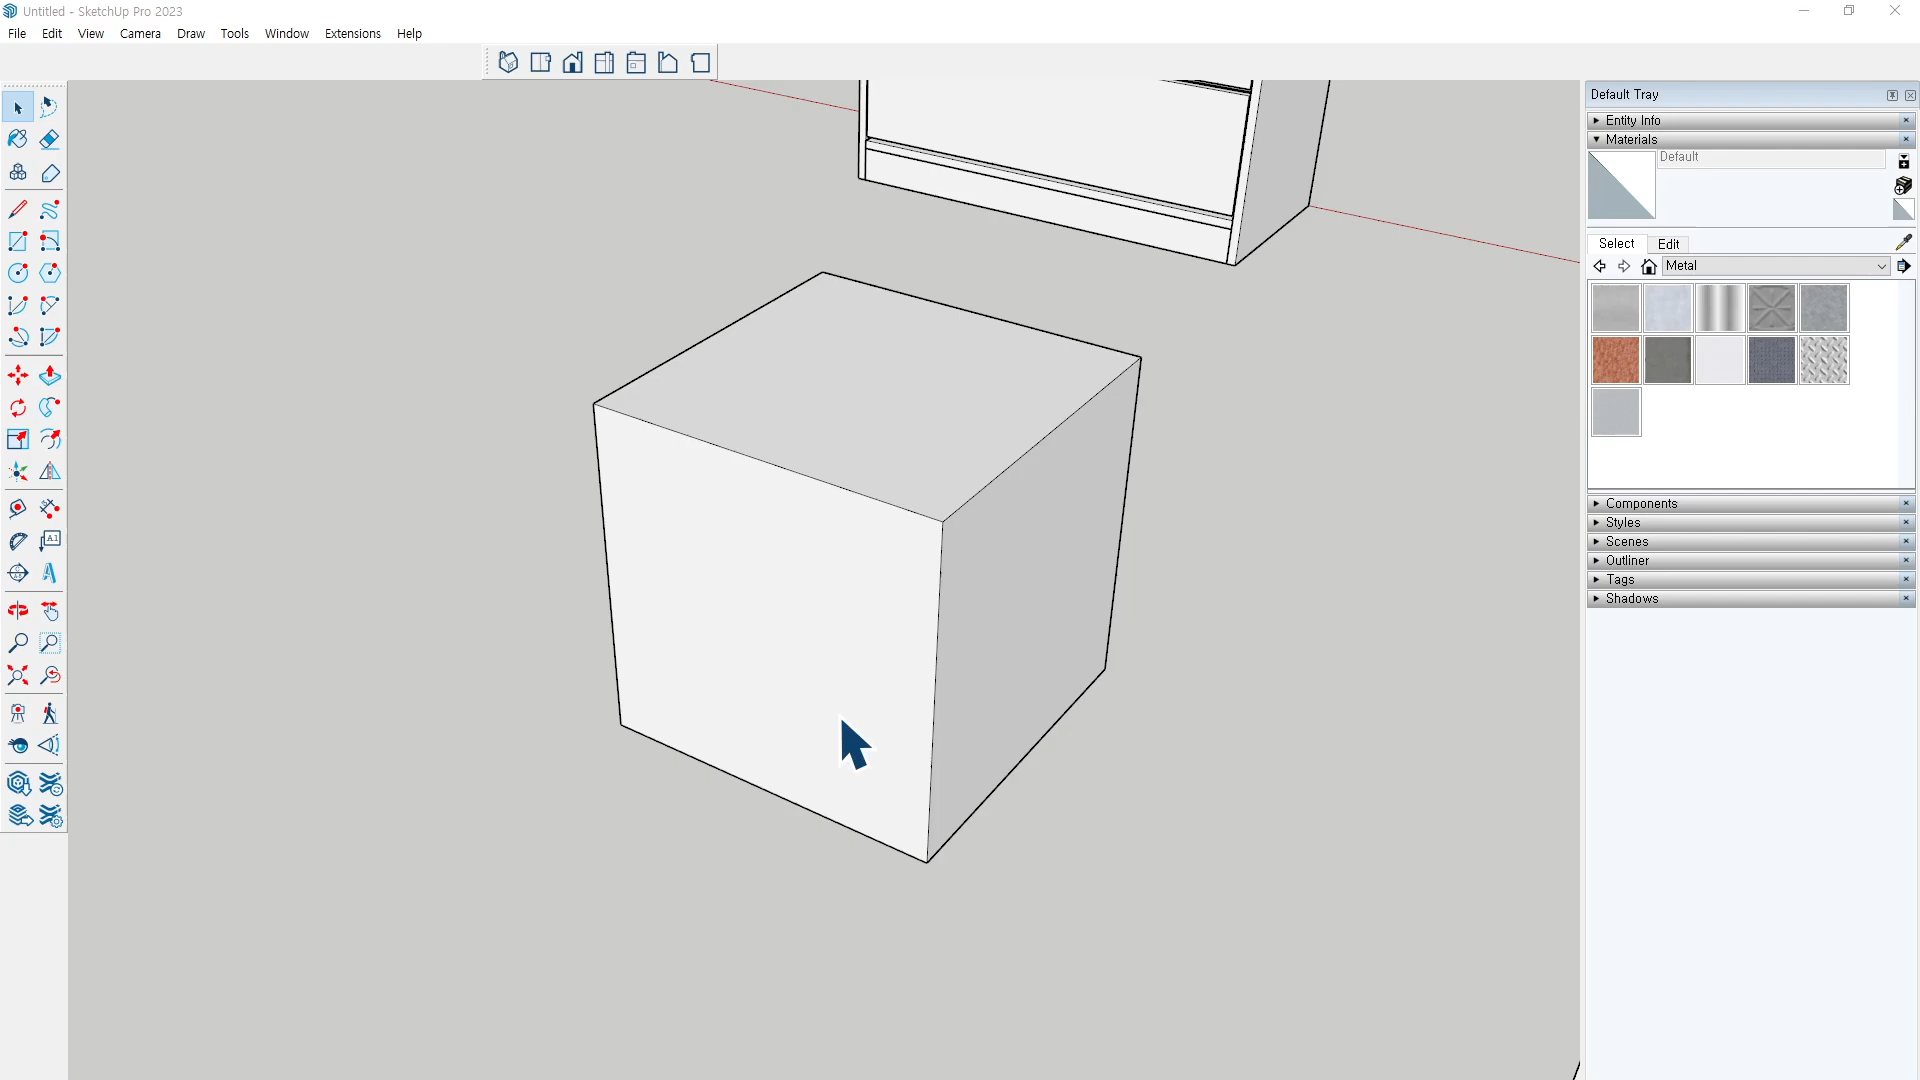 Untitled - SketchUp Pro 2023
File Edit View Camera Draw Tools Window Extensions Help
Default Tray
Entity Info
Materials
Default
Select Edit
Metal
A1
Components
Styles
Scenes
Outliner
Tags
Shadows